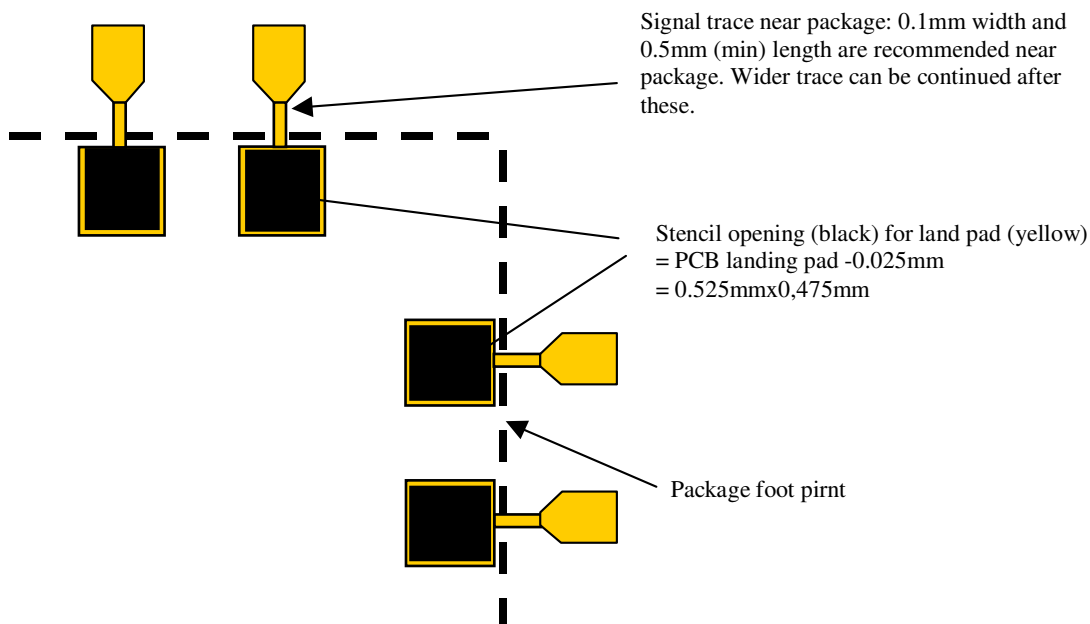 Signal trace near package: 0.1mm width and
0.5mm (min) length are recommended near
package. Wider trace can be continued after
these.
Stencil opening (black) for land pad (yellow)
= PCB landing pad -0.025mm
= 0.525mmx0,475mm
Package foot pirnt